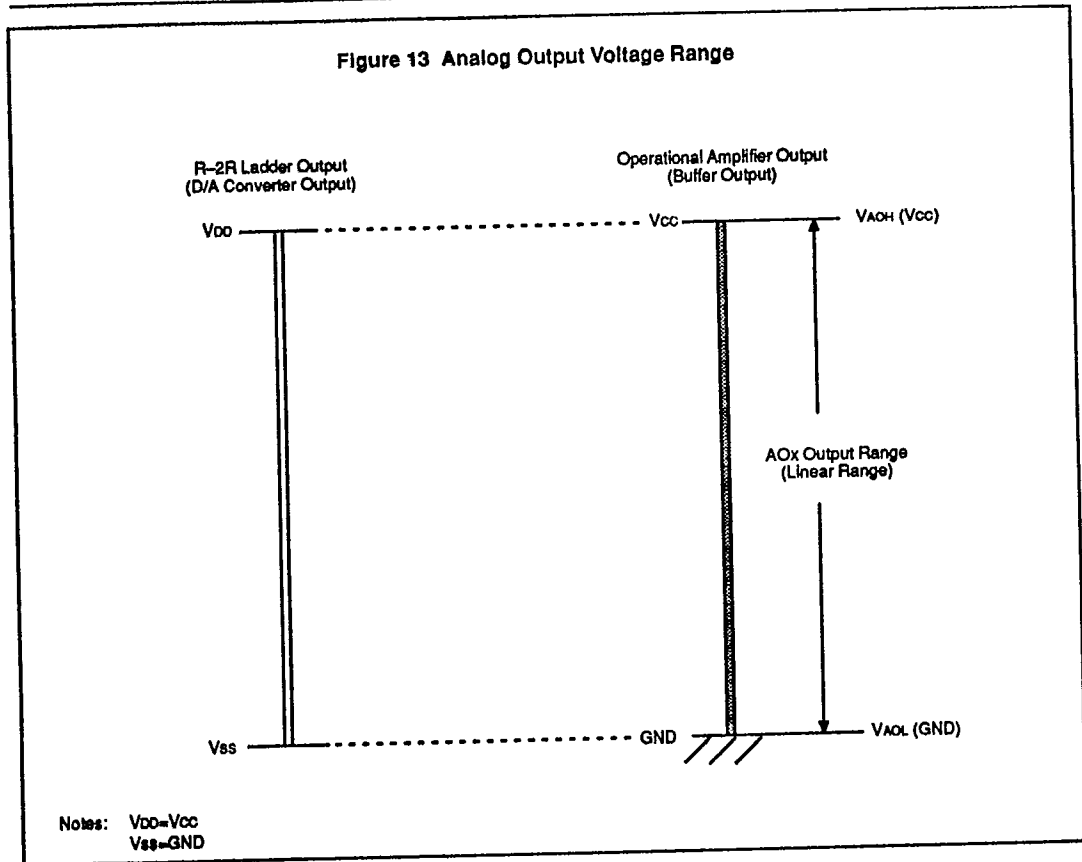 Figure 13 Analog Output Voltage Range
R–2R Ladder Output
(D/A Converter Output)
Operational Amplifier Output
(Buffer Output)
VDD
VCC
VAOH (VCC)
AOx Output Range
(Linear Range)
VSS
GND
VAOL (GND)
Notes: VDD=VCC
VSS=GND